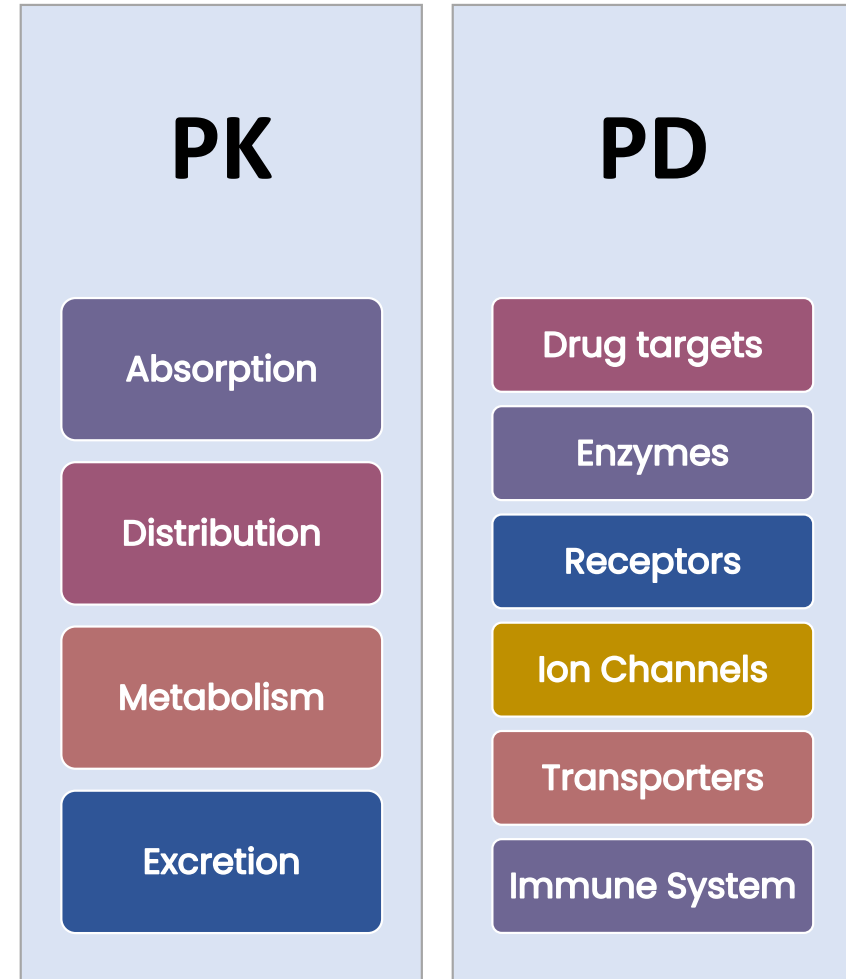 PK
Absorption
Distribution
Metabolism
Excretion
PD
Drug targets
Enzymes
Receptors
Ion Channels
Transporters
Immune System